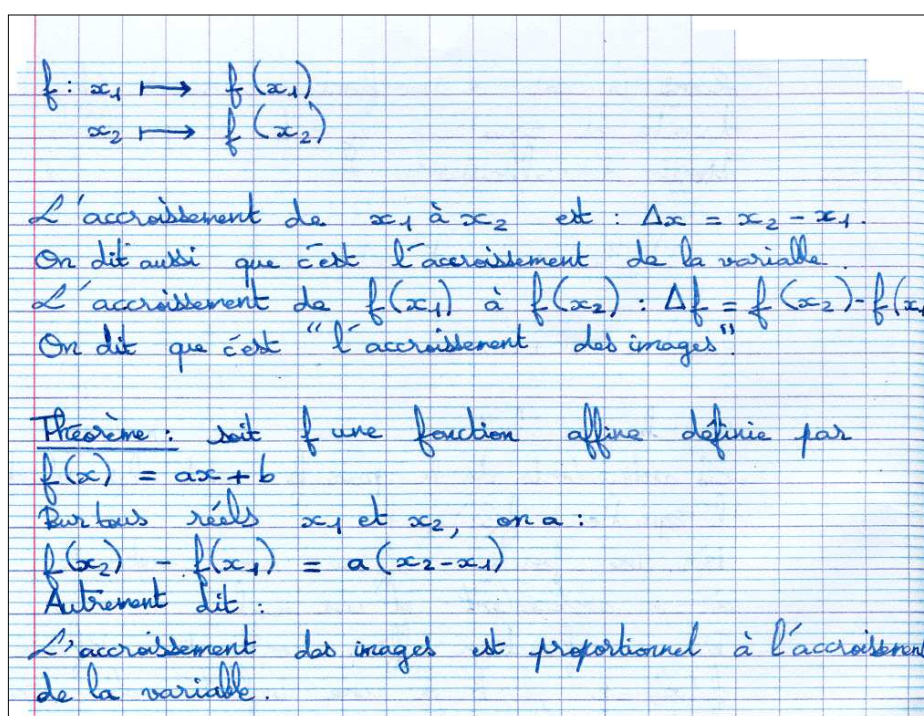 f : x₁ ⟼ f(x₁)
x₂ ⟼ f(x₂)
L'accroissement de x₁ à x₂ est : Δx = x₂ - x₁.
On dit aussi que c'est l'accroissement de la variable.
L'accroissement de f(x₁) à f(x₂) : Δf = f(x₂) - f(x₁
On dit que c'est "l'accroissement des images".
Théorème : soit f une fonction affine définie par
f(x) = ax + b
Pour tous réels x₁ et x₂, on a :
f(x₂) - f(x₁) = a(x₂ - x₁)
Autrement dit :
L'accroissement des images est proportionnel à l'accroissement
de la variable.